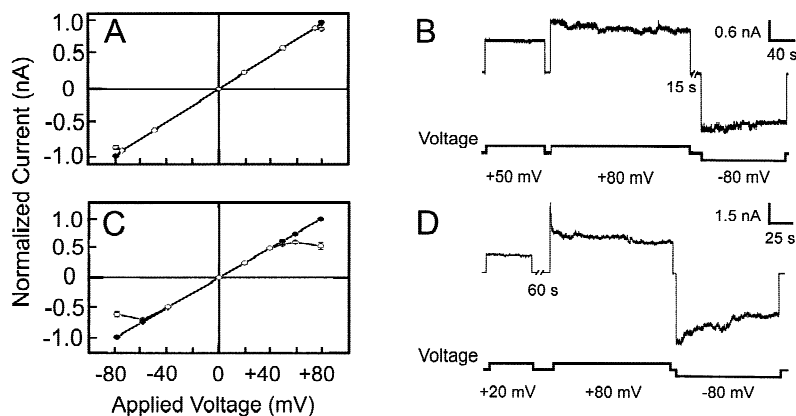 Normalized Current (nA)
A
1.0
0.5
0
-0.5
-1.0
C
1.0
0.5
0
-0.5
-1.0
-80 -40 0 +40 +80
Applied Voltage (mV)
B
0.6 nA
40 s
15 s
Voltage
+50 mV +80 mV -80 mV
D
1.5 nA
25 s
60 s
Voltage
+20 mV +80 mV -80 mV